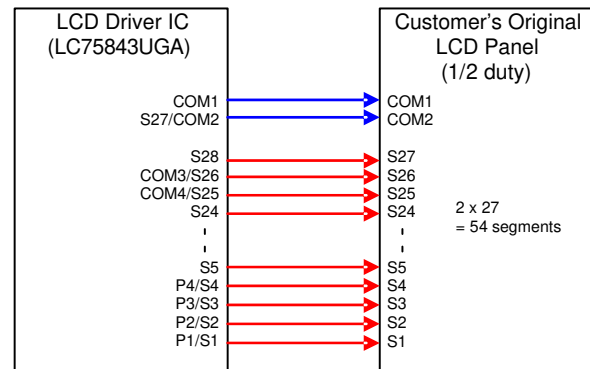 LCD Driver IC
(LC75843UGA)
Customer's Original
LCD Panel
(1/2 duty)
COM1
COM1
S27/COM2
COM2
S28
S27
COM3/S26
S26
COM4/S25
S25
S24
S24
2 x 27
= 54 segments
S5
S5
P4/S4
S4
P3/S3
S3
P2/S2
S2
P1/S1
S1